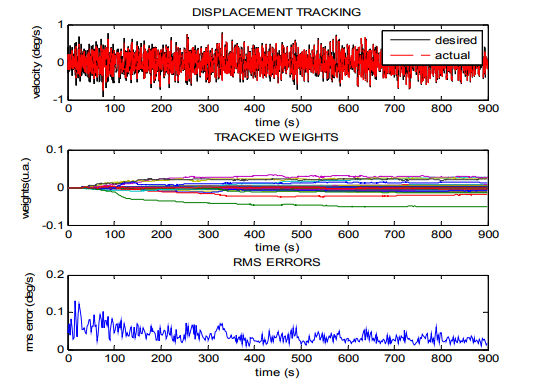 DISPLACEMENT TRACKING
velocity (deg/s)
1
0
-1
desired
actual
0 100 200 300 400 500 600 700 800 900
time (s)
TRACKED WEIGHTS
weights(u.a.)
0.1
0
-0.1
0 100 200 300 400 500 600 700 800 900
time (s)
RMS ERRORS
rms error (deg/s)
0.2
0.1
0
0 100 200 300 400 500 600 700 800 900
time (s)